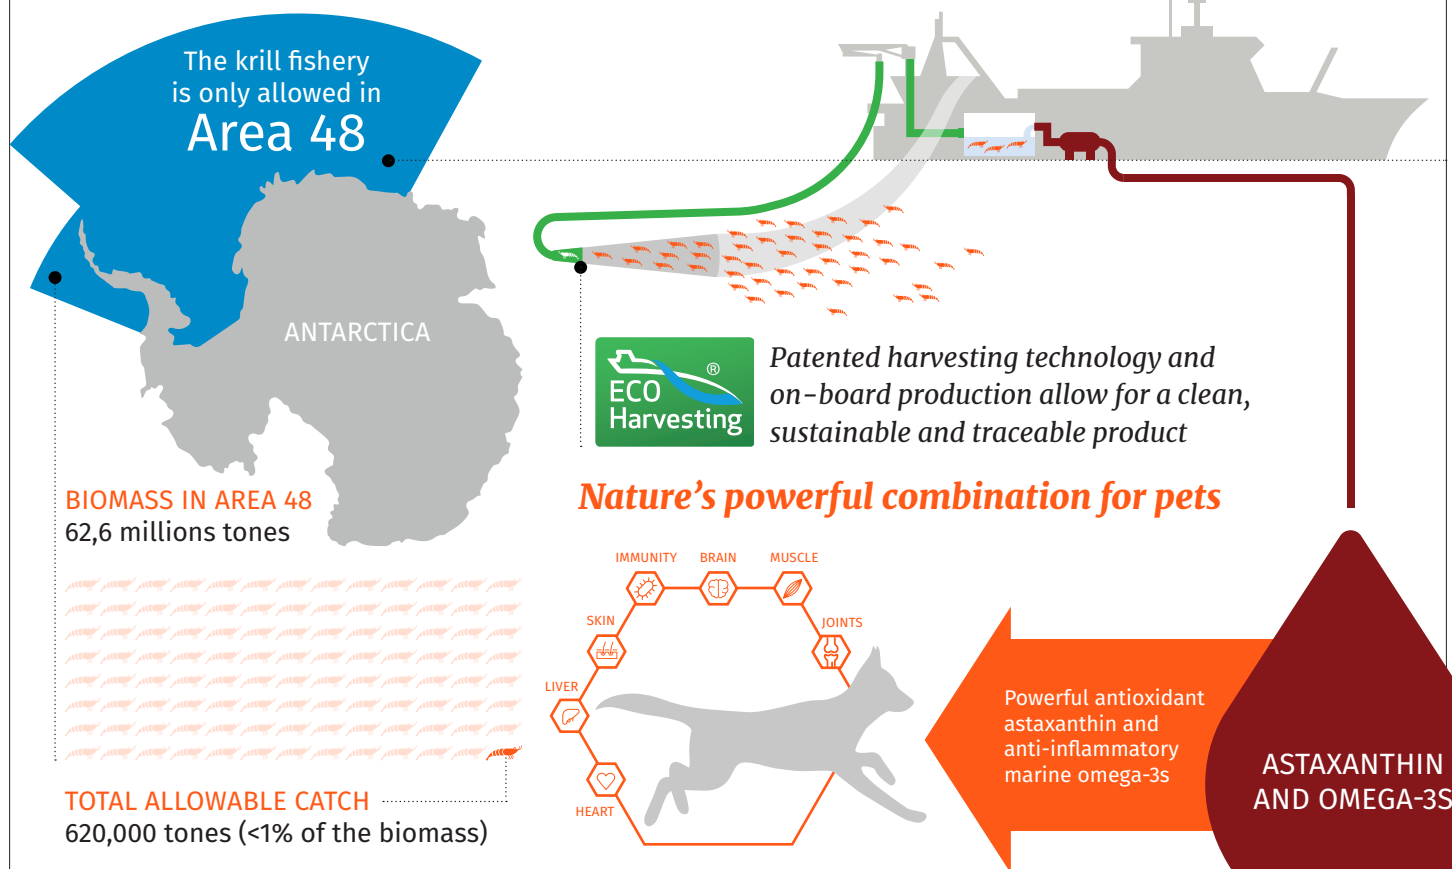 The krill fishery
is only allowed in
Area 48
ANTARCTICA
BIOMASS IN AREA 48
62,6 millions tones
TOTAL ALLOWABLE CATCH
620,000 tones (<1% of the biomass)
ECO
Harvesting
®
Patented harvesting technology and
on-board production allow for a clean,
sustainable and traceable product
Nature's powerful combination for pets
IMMUNITY
BRAIN
MUSCLE
SKIN
JOINTS
LIVER
HEART
Powerful antioxidant
astaxanthin and
anti-inflammatory
marine omega-3s
ASTAXANTHIN
AND OMEGA-3S